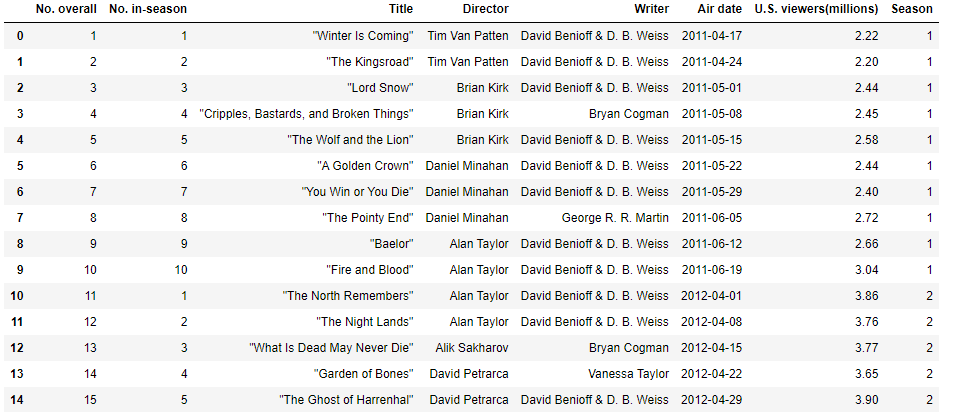 No. overall No. in-season Title Director Writer Air date U.S. viewers(millions) Season
0 1 1 "Winter Is Coming" Tim Van Patten David Benioff & D. B. Weiss 2011-04-17 2.22 1
1 2 2 "The Kingsroad" Tim Van Patten David Benioff & D. B. Weiss 2011-04-24 2.20 1
2 3 3 "Lord Snow" Brian Kirk David Benioff & D. B. Weiss 2011-05-01 2.44 1
3 4 4 "Cripples, Bastards, and Broken Things" Brian Kirk Bryan Cogman 2011-05-08 2.45 1
4 5 5 "The Wolf and the Lion" Brian Kirk David Benioff & D. B. Weiss 2011-05-15 2.58 1
5 6 6 "A Golden Crown" Daniel Minahan David Benioff & D. B. Weiss 2011-05-22 2.44 1
6 7 7 "You Win or You Die" Daniel Minahan David Benioff & D. B. Weiss 2011-05-29 2.40 1
7 8 8 "The Pointy End" Daniel Minahan George R. R. Martin 2011-06-05 2.72 1
8 9 9 "Baelor" Alan Taylor David Benioff & D. B. Weiss 2011-06-12 2.66 1
9 10 10 "Fire and Blood" Alan Taylor David Benioff & D. B. Weiss 2011-06-19 3.04 1
10 11 1 "The North Remembers" Alan Taylor David Benioff & D. B. Weiss 2012-04-01 3.86 2
11 12 2 "The Night Lands" Alan Taylor David Benioff & D. B. Weiss 2012-04-08 3.76 2
12 13 3 "What Is Dead May Never Die" Alik Sakharov Bryan Cogman 2012-04-15 3.77 2
13 14 4 "Garden of Bones" David Petrarca Vanessa Taylor 2012-04-22 3.65 2
14 15 5 "The Ghost of Harrenhal" David Petrarca David Benioff & D. B. Weiss 2012-04-29 3.90 2